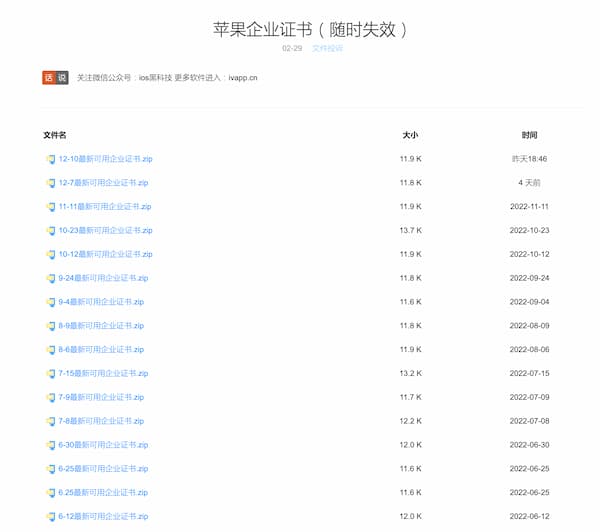 苹果企业证书（随时失效）
02-29 文件投诉
话 说 关注微信公众号：ios黑科技 更多软件进入：ivapp.cn
文件名 大小 时间
12-10最新可用企业证书.zip 11.9 K 昨天18:46
12-7最新可用企业证书.zip 11.8 K 4 天前
11-11最新可用企业证书.zip 11.9 K 2022-11-11
10-23最新可用企业证书.zip 13.7 K 2022-10-23
10-12最新可用企业证书.zip 11.9 K 2022-10-12
9-24最新可用企业证书.zip 11.8 K 2022-09-24
9-4最新可用企业证书.zip 11.6 K 2022-09-04
8-9最新可用企业证书.zip 11.8 K 2022-08-09
8-6最新可用企业证书.zip 11.9 K 2022-08-06
7-15最新可用企业证书.zip 13.2 K 2022-07-15
7-9最新可用企业证书.zip 11.7 K 2022-07-09
7-8最新可用企业证书.zip 12.2 K 2022-07-08
6-30最新可用企业证书.zip 12.0 K 2022-06-30
6-25最新可用企业证书.zip 11.6 K 2022-06-25
6.25最新可用企业证书.zip 11.6 K 2022-06-25
6-12最新可用企业证书.zip 12.0 K 2022-06-12